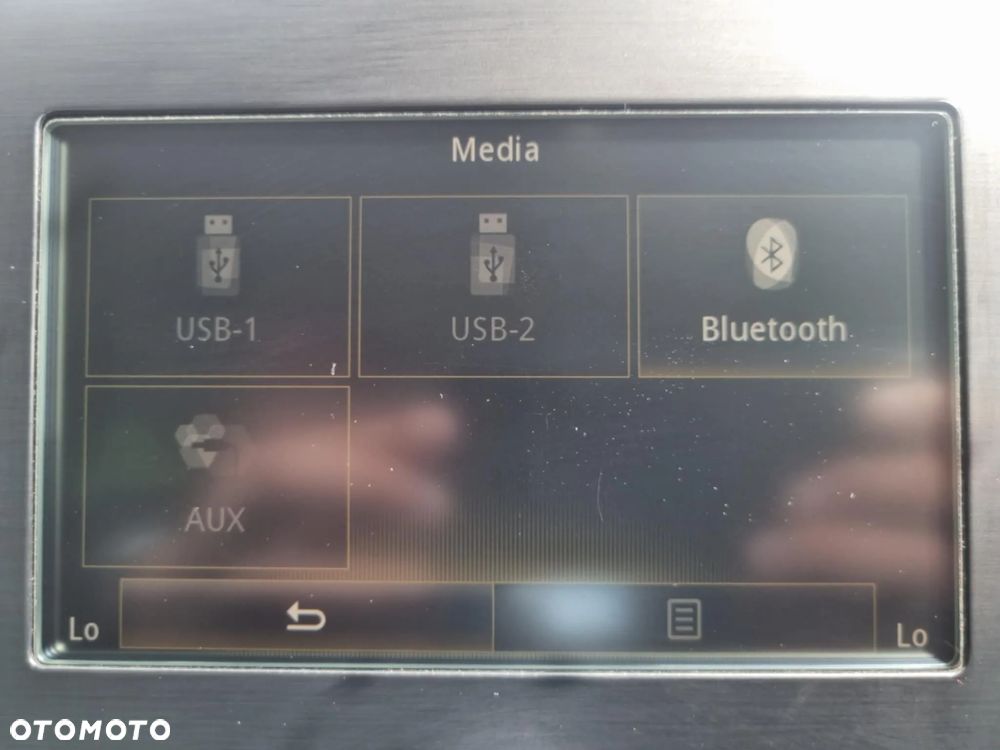 Media
USB-1 USB-2 Bluetooth
AUX
Lo Lo
OTOMOTO